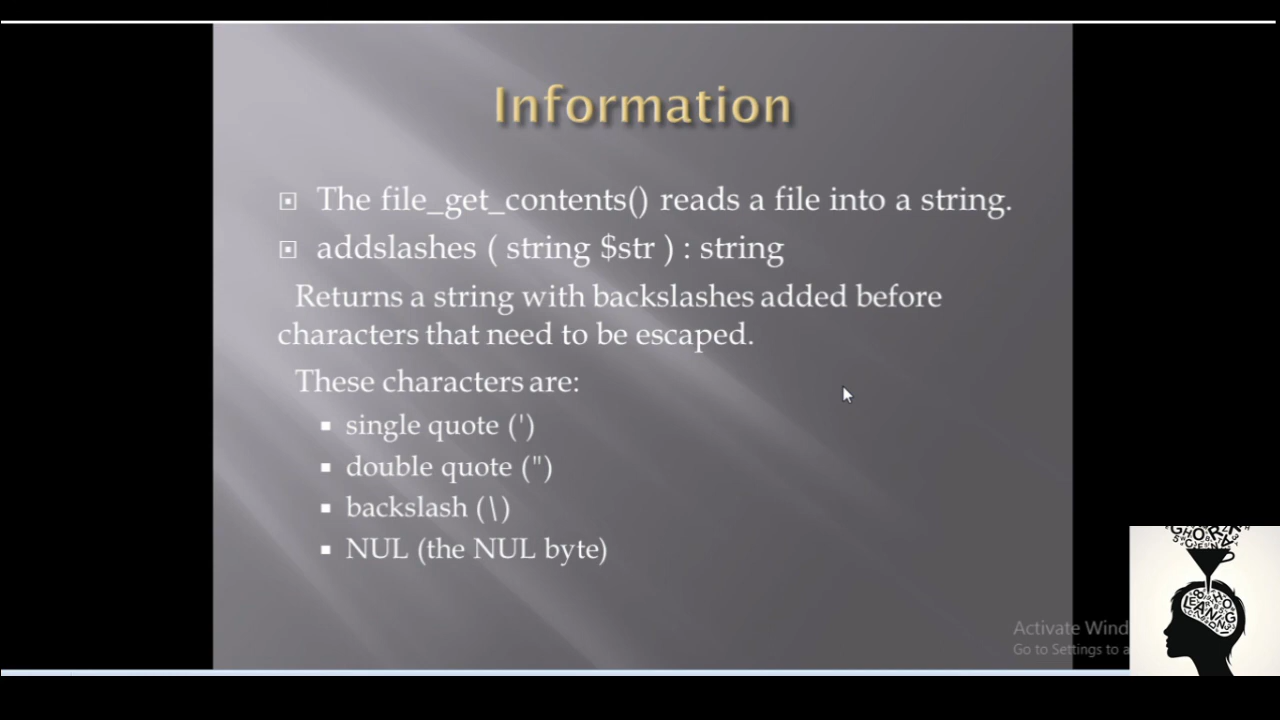 Information
The file_get_contents() reads a file into a string.
addslashes ( string $str ) : string
Returns a string with backslashes added before
characters that need to be escaped.
These characters are:
single quote (')
double quote (")
backslash (\)
NUL (the NUL byte)
Activate Wind
Go to Settings to a